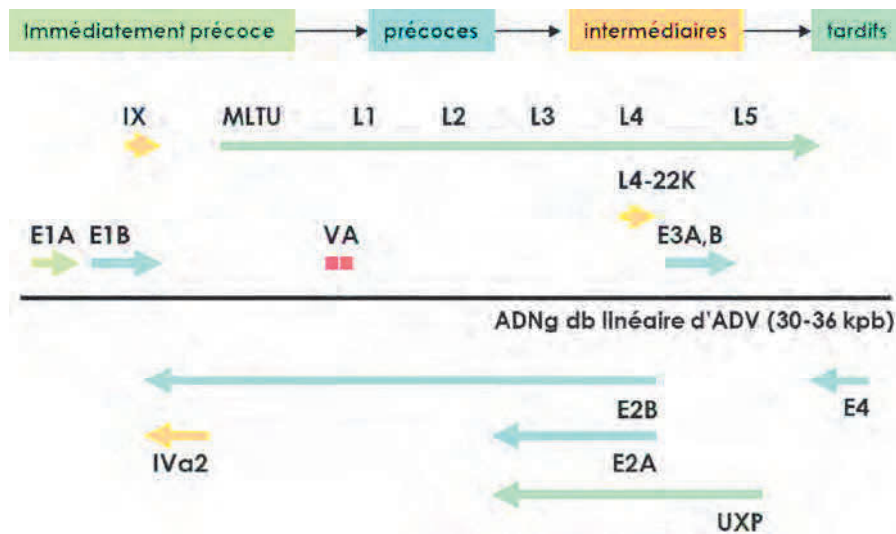 Immédiatement précoce précoces intermédiaires tardifs
IX MLTU L1 L2 L3 L4 L5
L4-22K
E1A E1B VA E3A,B
ADNg db linéaire d'ADV (30-36 kpb)
E2B E4
IVa2 E2A
UXP